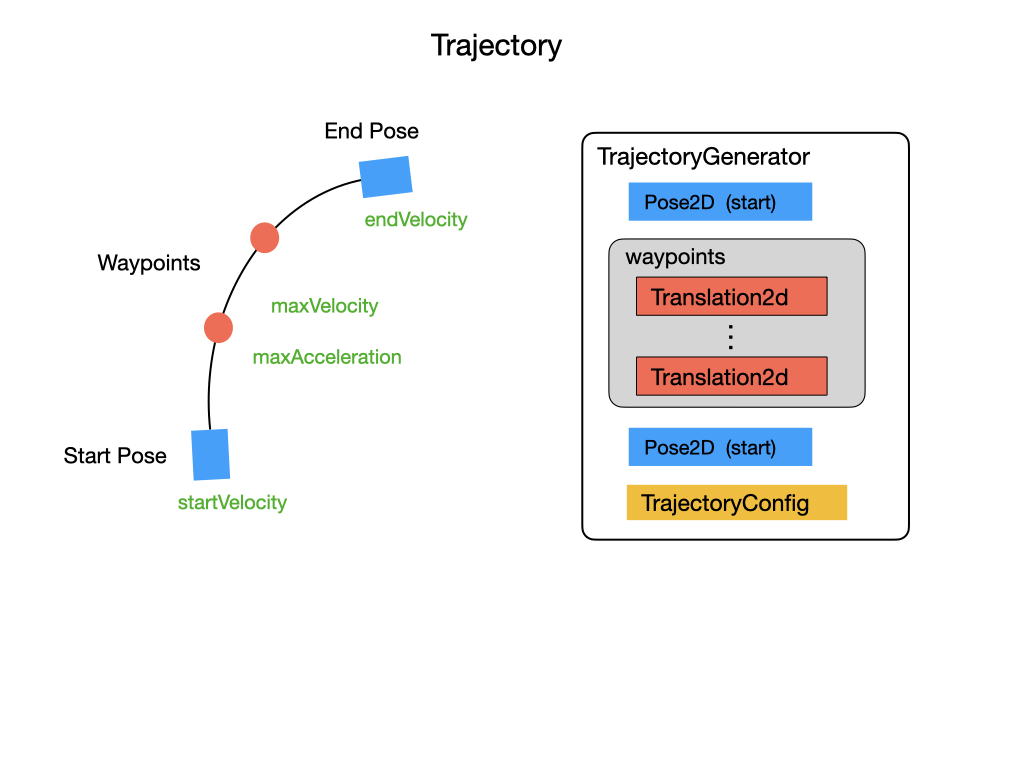 Trajectory
End Pose
endVelocity
Waypoints
maxVelocity
maxAcceleration
Start Pose
startVelocity
TrajectoryGenerator
Pose2D (start)
waypoints
Translation2d
⋮
Translation2d
Pose2D (start)
TrajectoryConfig